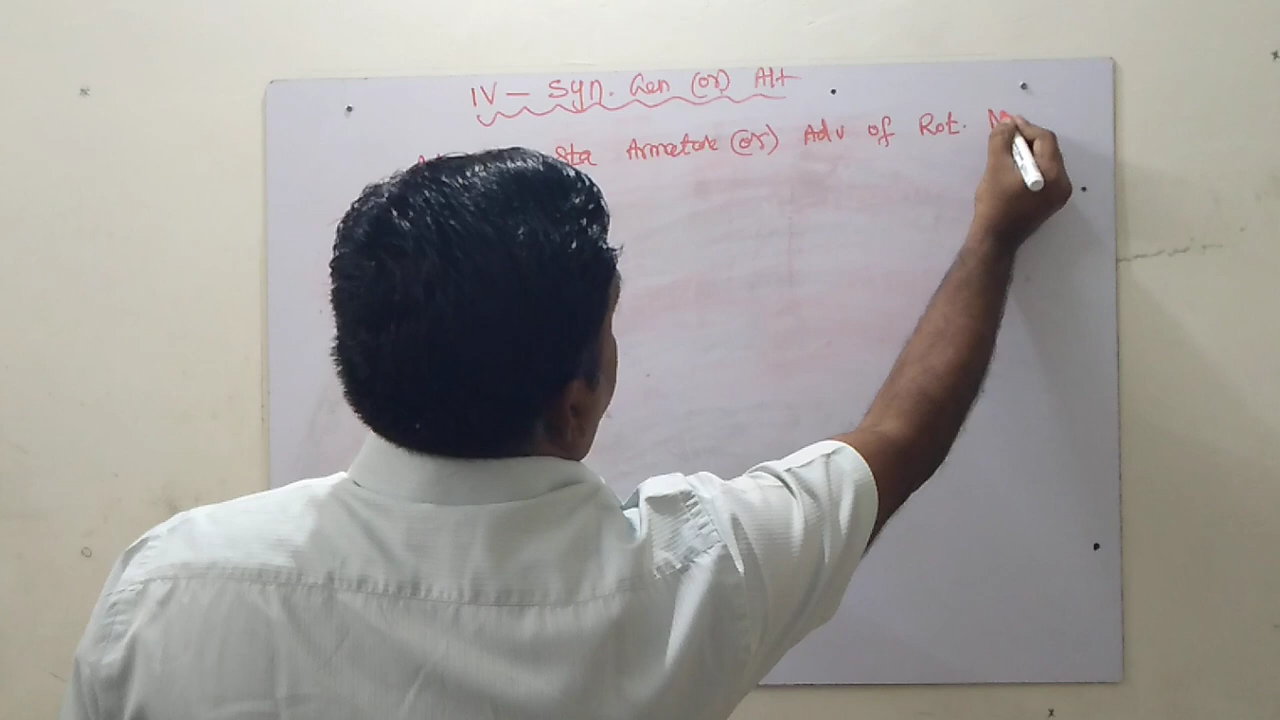 IV — Syn. Gen (or) Alt
Sta Armature (or) Adv of Rot.